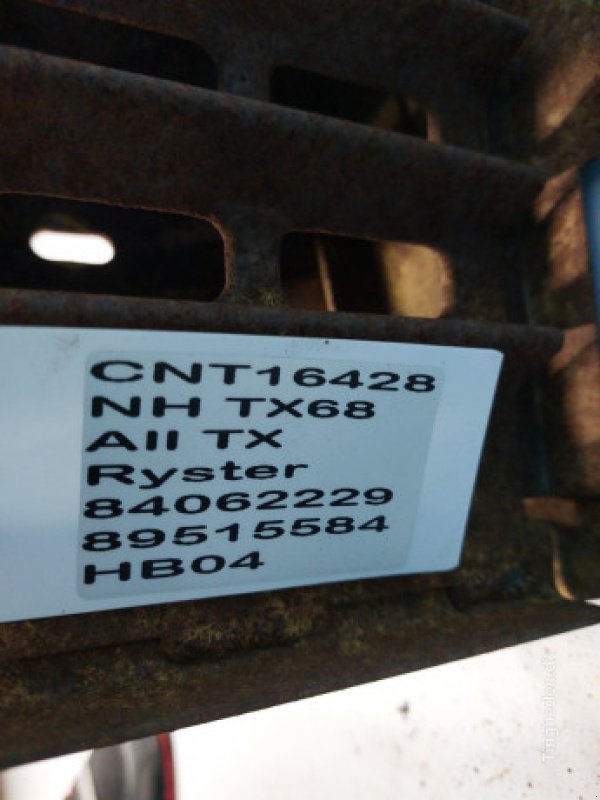 CNT16428
NH TX68
All TX
Ryster
84062229
89515584
HB04